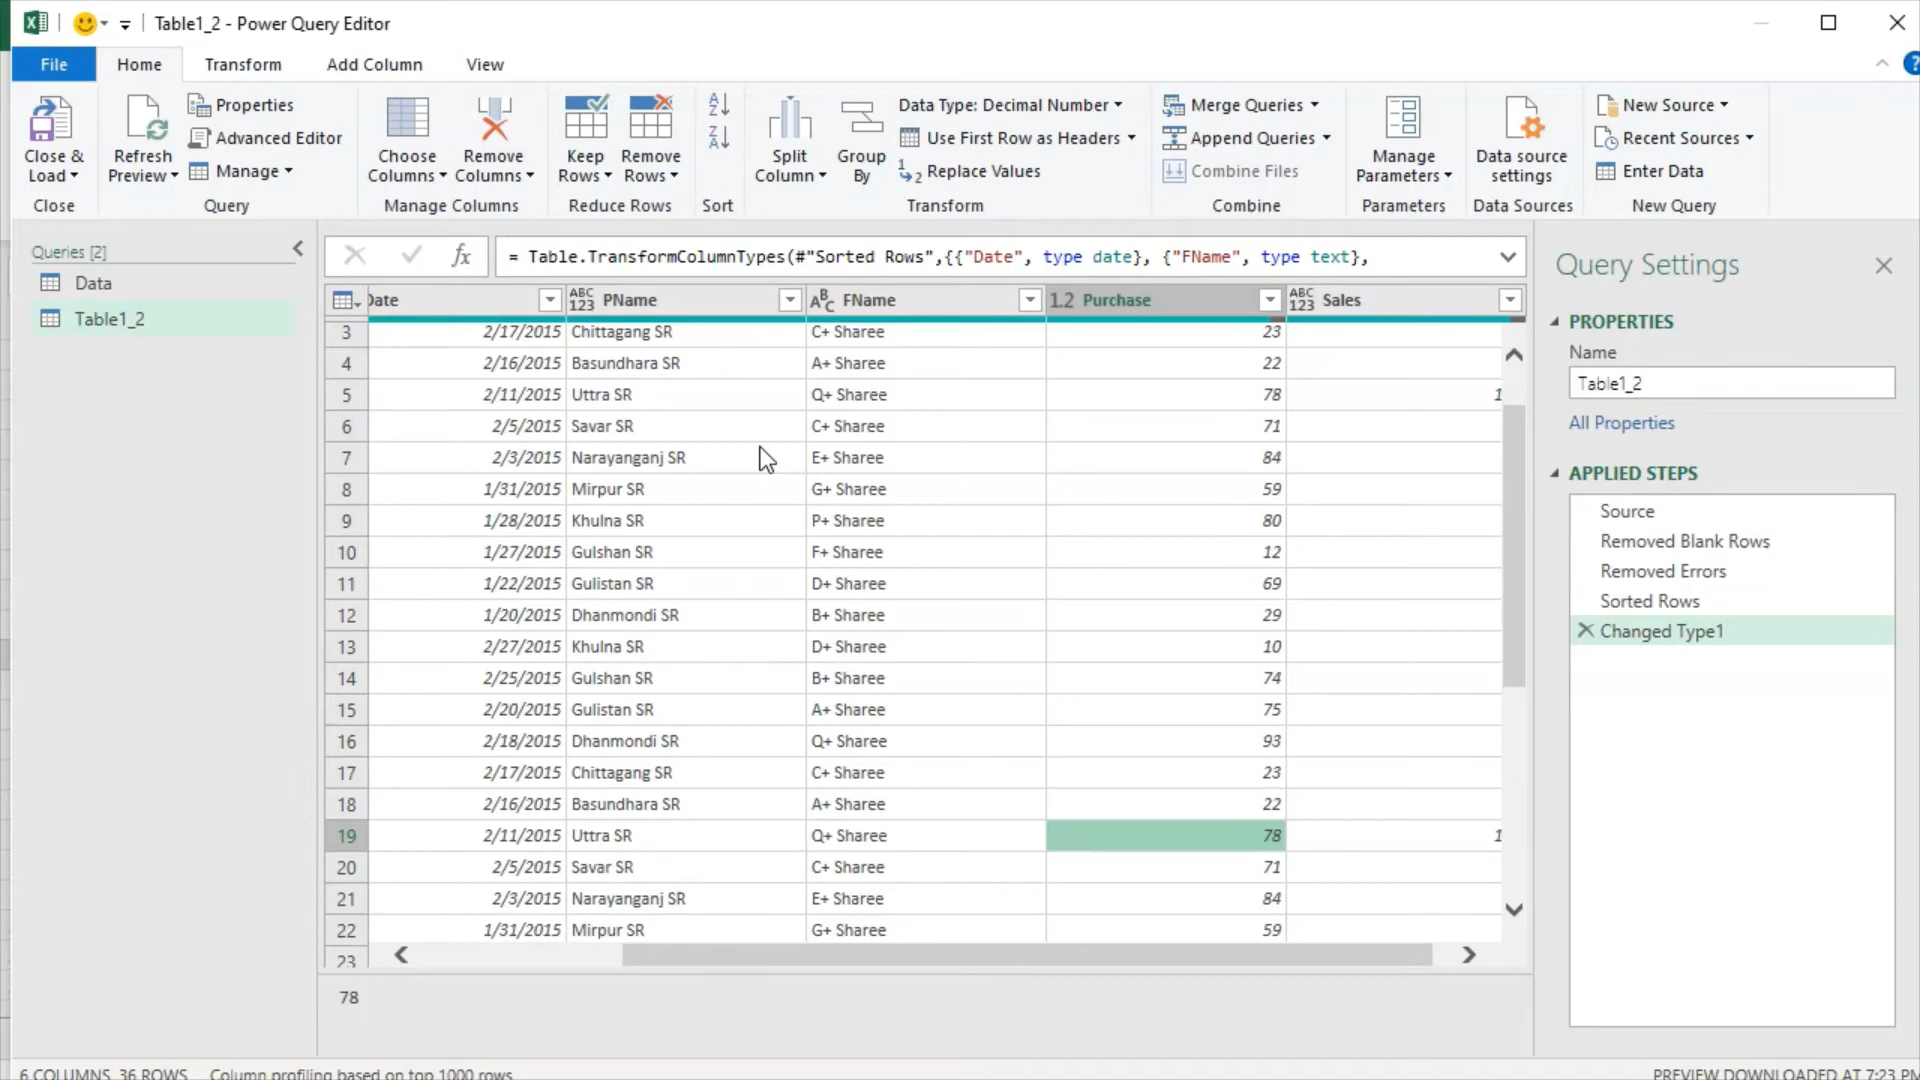 Table1_2 - Power Query Editor
File Home Transform Add Column View
Close & Load
Close
Refresh Preview
Properties
Advanced Editor
Manage
Query
Choose Columns
Remove Columns
Manage Columns
Keep Rows
Remove Rows
Reduce Rows
A Z
Z A
Sort
Split Column
Group By
Data Type: Decimal Number
Use First Row as Headers
1 2 Replace Values
Transform
Merge Queries
Append Queries
Combine Files
Combine
Manage Parameters
Parameters
Data source settings
Data Sources
New Source
Recent Sources
Enter Data
New Query
Queries [2]
Data
Table1_2
fx = Table.TransformColumnTypes(#"Sorted Rows",{{"Date", type date}, {"FName", type text},
Date ABC 123 PName ABC FName 1.2 Purchase ABC 123 Sales
3 2/17/2015 Chittagang SR C+ Sharee 23
4 2/16/2015 Basundhara SR A+ Sharee 22
5 2/11/2015 Uttra SR Q+ Sharee 78 1
6 2/5/2015 Savar SR C+ Sharee 71
7 2/3/2015 Narayanganj SR E+ Sharee 84
8 1/31/2015 Mirpur SR G+ Sharee 59
9 1/28/2015 Khulna SR P+ Sharee 80
10 1/27/2015 Gulshan SR F+ Sharee 12
11 1/22/2015 Gulistan SR D+ Sharee 69
12 1/20/2015 Dhanmondi SR B+ Sharee 29
13 2/27/2015 Khulna SR D+ Sharee 10
14 2/25/2015 Gulshan SR B+ Sharee 74
15 2/20/2015 Gulistan SR A+ Sharee 75
16 2/18/2015 Dhanmondi SR Q+ Sharee 93
17 2/17/2015 Chittagang SR C+ Sharee 23
18 2/16/2015 Basundhara SR A+ Sharee 22
19 2/11/2015 Uttra SR Q+ Sharee 78 1
20 2/5/2015 Savar SR C+ Sharee 71
21 2/3/2015 Narayanganj SR E+ Sharee 84
22 1/31/2015 Mirpur SR G+ Sharee 59
23
78
Query Settings
PROPERTIES
Name
Table1_2
All Properties
APPLIED STEPS
Source
Removed Blank Rows
Removed Errors
Sorted Rows
Changed Type1
6 COLUMNS, 36 ROWS Column profiling based on top 1000 rows
PREVIEW DOWNLOADED AT 7:23 PM